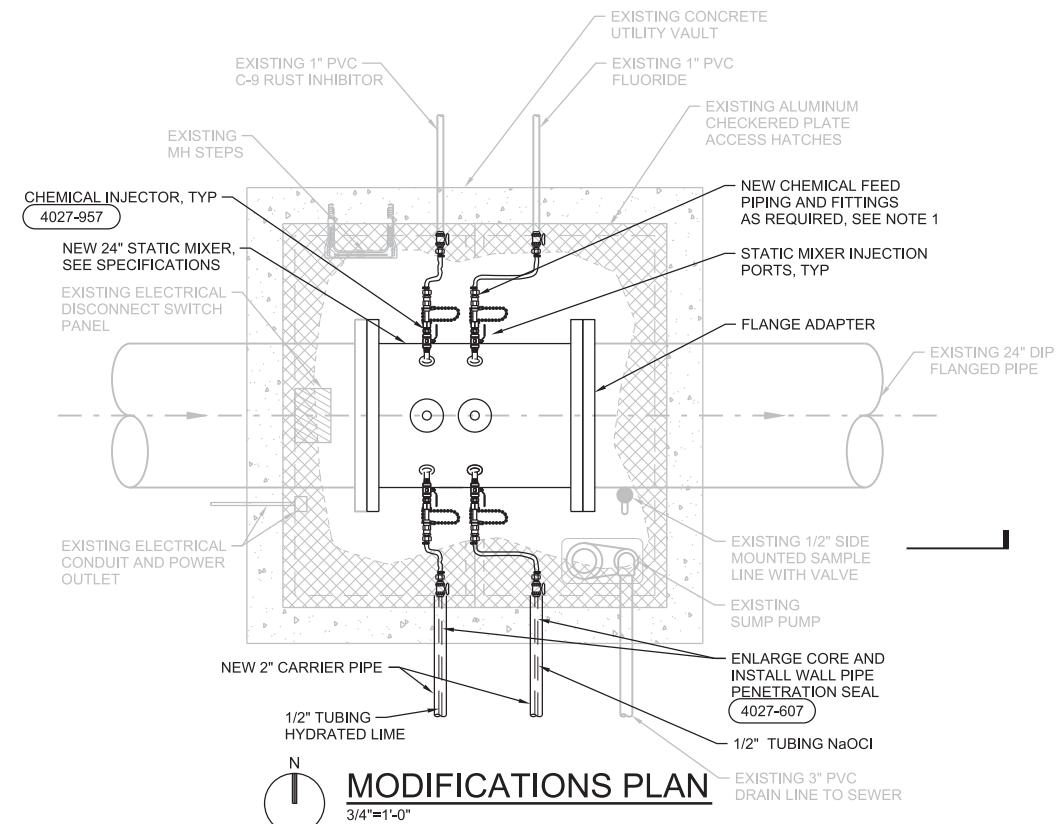 EXISTING CONCRETE
UTILITY VAULT
EXISTING 1" PVC
C-9 RUST INHIBITOR
EXISTING 1" PVC
FLUORIDE
EXISTING ALUMINUM
CHECKERED PLATE
ACCESS HATCHES
EXISTING
MH STEPS
CHEMICAL INJECTOR, TYP
4027-957
NEW CHEMICAL FEED
PIPING AND FITTINGS
AS REQUIRED, SEE NOTE 1
NEW 24" STATIC MIXER,
SEE SPECIFICATIONS
STATIC MIXER INJECTION
PORTS, TYP
EXISTING ELECTRICAL
DISCONNECT SWITCH
PANEL
FLANGE ADAPTER
EXISTING 24" DIP
FLANGED PIPE
EXISTING ELECTRICAL
CONDUIT AND POWER
OUTLET
EXISTING 1/2" SIDE
MOUNTED SAMPLE
LINE WITH VALVE
EXISTING
SUMP PUMP
NEW 2" CARRIER PIPE
ENLARGE CORE AND
INSTALL WALL PIPE
PENETRATION SEAL
4027-607
1/2" TUBING
HYDRATED LIME
1/2" TUBING NaOCl
EXISTING 3" PVC
DRAIN LINE TO SEWER
N
MODIFICATIONS PLAN
3/4"=1'-0"